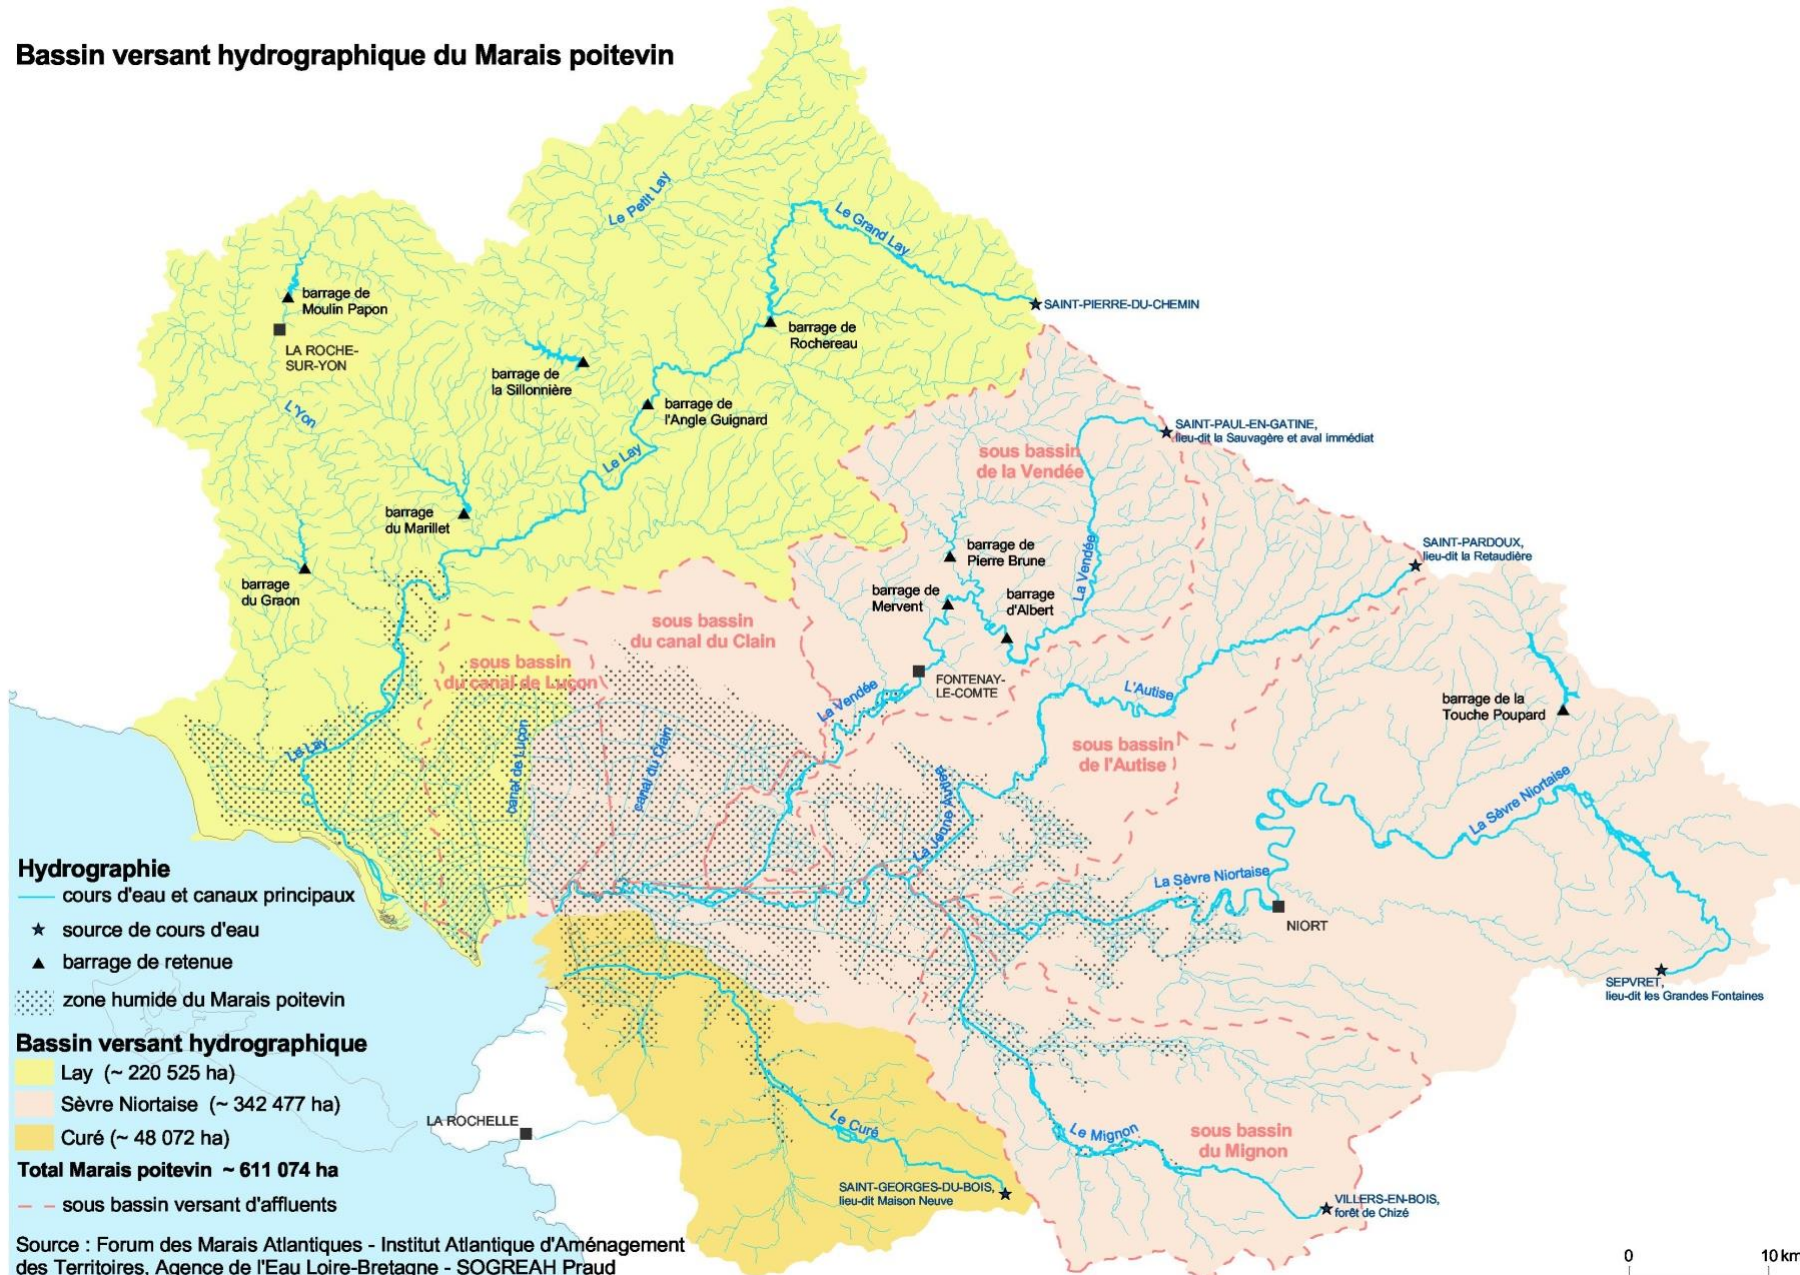 Bassin versant hydrographique du Marais poitevin
Le Petit Lay
Le Grand Lay
barrage de
Moulin Papon
SAINT-PIERRE-DU-CHEMIN
LA ROCHE-
SUR-YON
barrage de
Rochereau
barrage de
la Sillonnière
L'Yon
barrage de
l'Angle Guignard
SAINT-PAUL-EN-GATINE,
lieu-dit la Sauvagère et aval immédiat
sous bassin
de la Vendée
Le Lay
barrage
du Marillet
barrage de
Pierre Brune
La Vendée
SAINT-PARDOUX,
lieu-dit la Retaudière
barrage
du Graon
barrage de
Mervent
barrage
d'Albert
sous bassin
du canal du Clain
sous bassin
du canal de Luçon
FONTENAY-
LE-COMTE
La Vendée
L'Autise
barrage de la
Touche Poupard
Le Lay
canal de Luçon
canal du Clain
sous bassin
de l'Autise
La Jeune Autise
La Sèvre Niortaise
Hydrographie
cours d'eau et canaux principaux
source de cours d'eau
barrage de retenue
zone humide du Marais poitevin
La Sèvre Niortaise
NIORT
SEPVRET,
lieu-dit les Grandes Fontaines
Bassin versant hydrographique
Lay (~ 220 525 ha)
Sèvre Niortaise (~ 342 477 ha)
Curé (~ 48 072 ha)
Total Marais poitevin ~ 611 074 ha
sous bassin versant d'affluents
LA ROCHELLE
Le Curé
Le Mignon
sous bassin
du Mignon
SAINT-GEORGES-DU-BOIS,
lieu-dit Maison Neuve
VILLERS-EN-BOIS,
forêt de Chizé
Source : Forum des Marais Atlantiques - Institut Atlantique d'Aménagement
des Territoires, Agence de l'Eau Loire-Bretagne - SOGREAH Praud
0 10 km